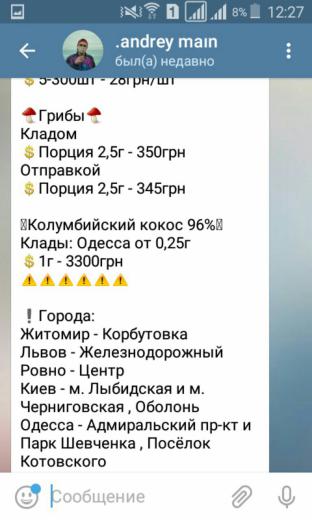 8% 12:27
.andrey main
был(а) недавно
💲 5-300шт - 28грн/шт
🍄Грибы🍄
Кладом
💲 Порция 2,5г - 350грн
Отправкой
💲 Порция 2,5г - 345грн
Колумбийский кокос 96%
Клады: Одесса от 0,25г
💲 1г - 3300грн
⚠️⚠️⚠️⚠️⚠️⚠️
❗ Города:
Житомир - Корбутовка
Львов - Железнодорожный
Ровно - Центр
Киев - м. Лыбидская и м.
Черниговская , Оболонь
Одесса - Адмиральский пр-кт и
Парк Шевченка , Посёлок
Котовского
Сообщение